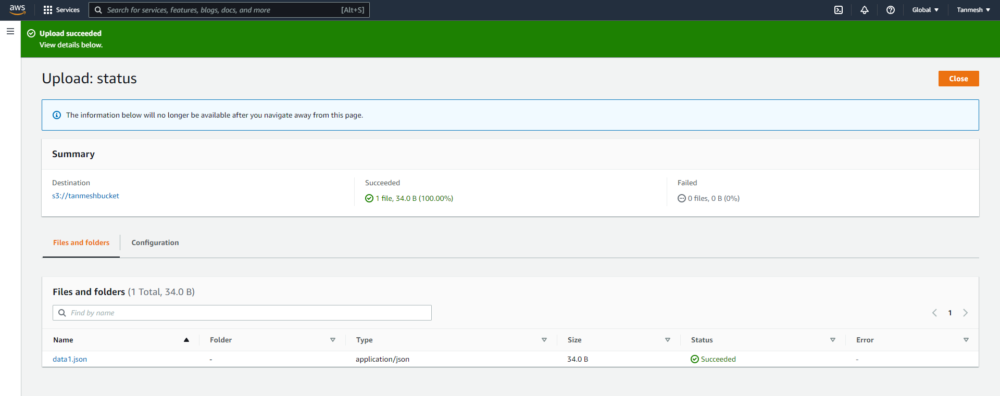 aws Services Search for services, features, blogs, docs, and more [Alt+S] Global Tanmesh
Upload succeeded
View details below.
Upload: status Close
The information below will no longer be available after you navigate away from this page.
Summary
Destination Succeeded Failed
s3://tanmeshbucket 1 file, 34.0 B (100.00%) 0 files, 0 B (0%)
Files and folders Configuration
Files and folders (1 Total, 34.0 B)
Find by name 1
Name Folder Type Size Status Error
data1.json - application/json 34.0 B Succeeded -